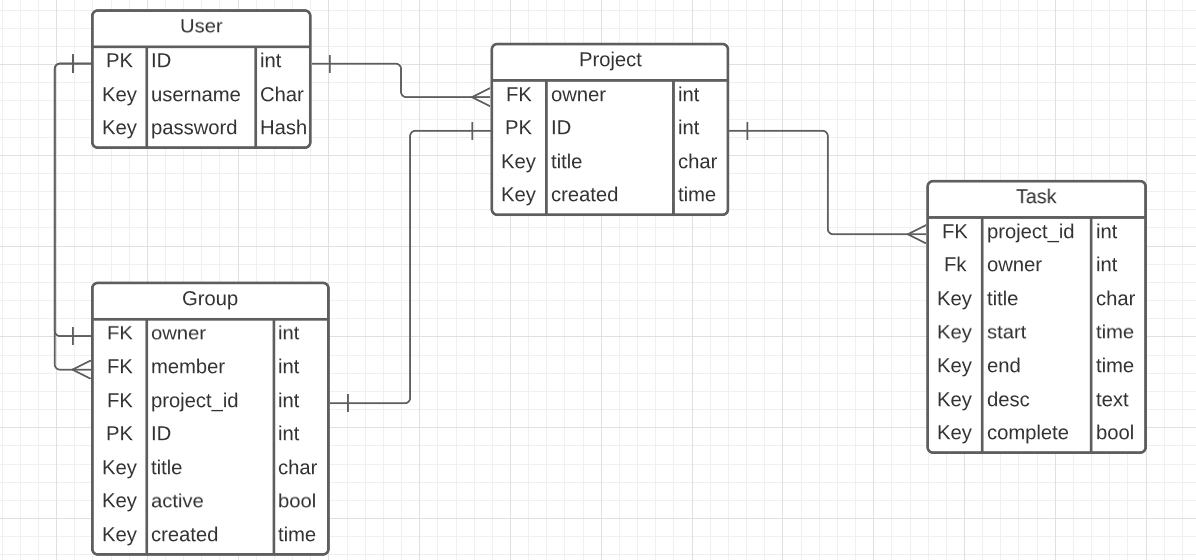 User
PK ID int
Key username Char
Key password Hash
Project
FK owner int
PK ID int
Key title char
Key created time
Task
FK project_id int
Fk owner int
Key title char
Key start time
Key end time
Key desc text
Key complete bool
Group
FK owner int
FK member int
FK project_id int
PK ID int
Key title char
Key active bool
Key created time